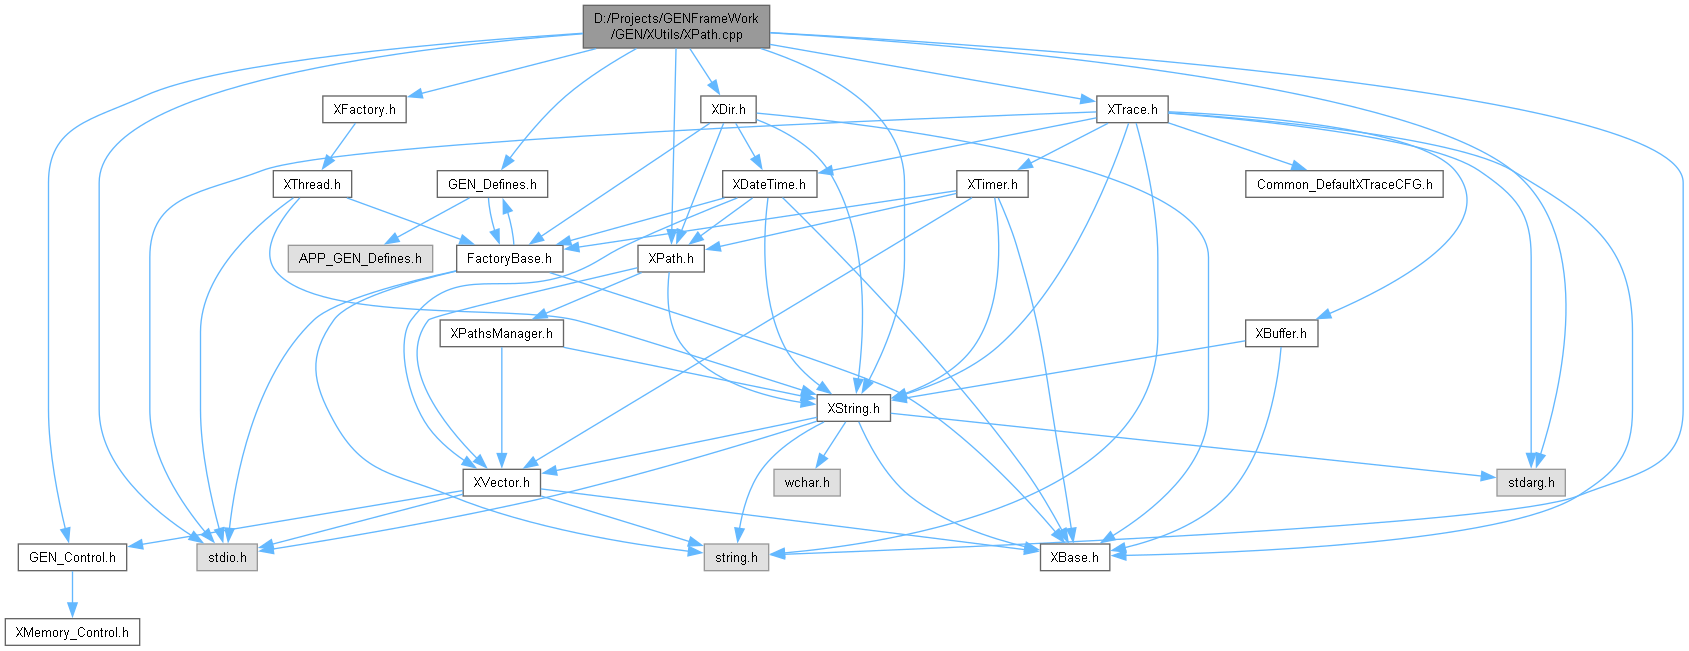 D:/Projects/GENFrameWork
/GEN/XUtils/XPath.cpp
XFactory.h
XDir.h
XTrace.h
XThread.h
GEN_Defines.h
XDateTime.h
XTimer.h
Common_DefaultXTraceCFG.h
APP_GEN_Defines.h
FactoryBase.h
XPath.h
XPathsManager.h
XBuffer.h
XString.h
XVector.h
wchar.h
stdarg.h
GEN_Control.h
stdio.h
string.h
XBase.h
XMemory_Control.h